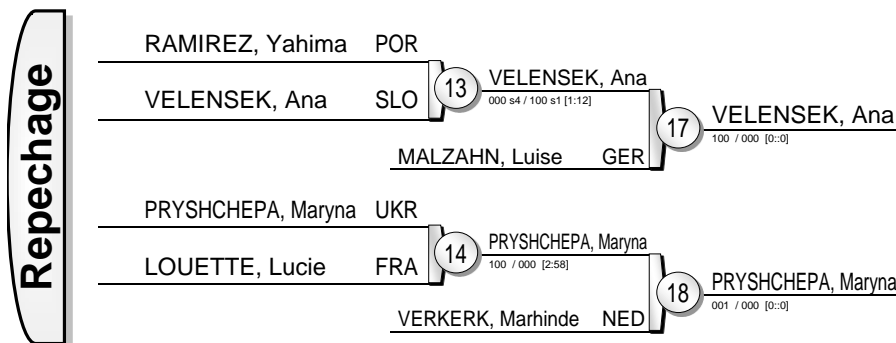 Repechage
RAMIREZ, Yahima POR
VELENSEK, Ana SLO
13
VELENSEK, Ana
000 s4 / 100 s1 [1:12]
MALZAHN, Luise GER
17
VELENSEK, Ana
100 / 000 [0::0]
PRYSHCHEPA, Maryna UKR
LOUETTE, Lucie FRA
14
PRYSHCHEPA, Maryna
100 / 000 [2:58]
VERKERK, Marhinde NED
18
PRYSHCHEPA, Maryna
001 / 000 [0::0]